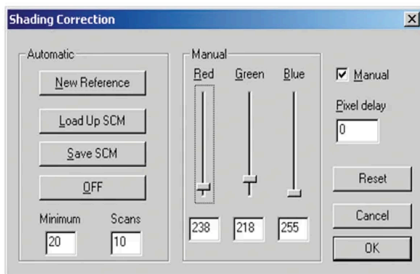 Shading Correction
Automatic
New Reference
Load Up SCM
Save SCM
OFF
Minimum Scans
20 10
Manual
Red Green Blue
238 218 255
Manual
Pixel delay
0
Reset
Cancel
OK